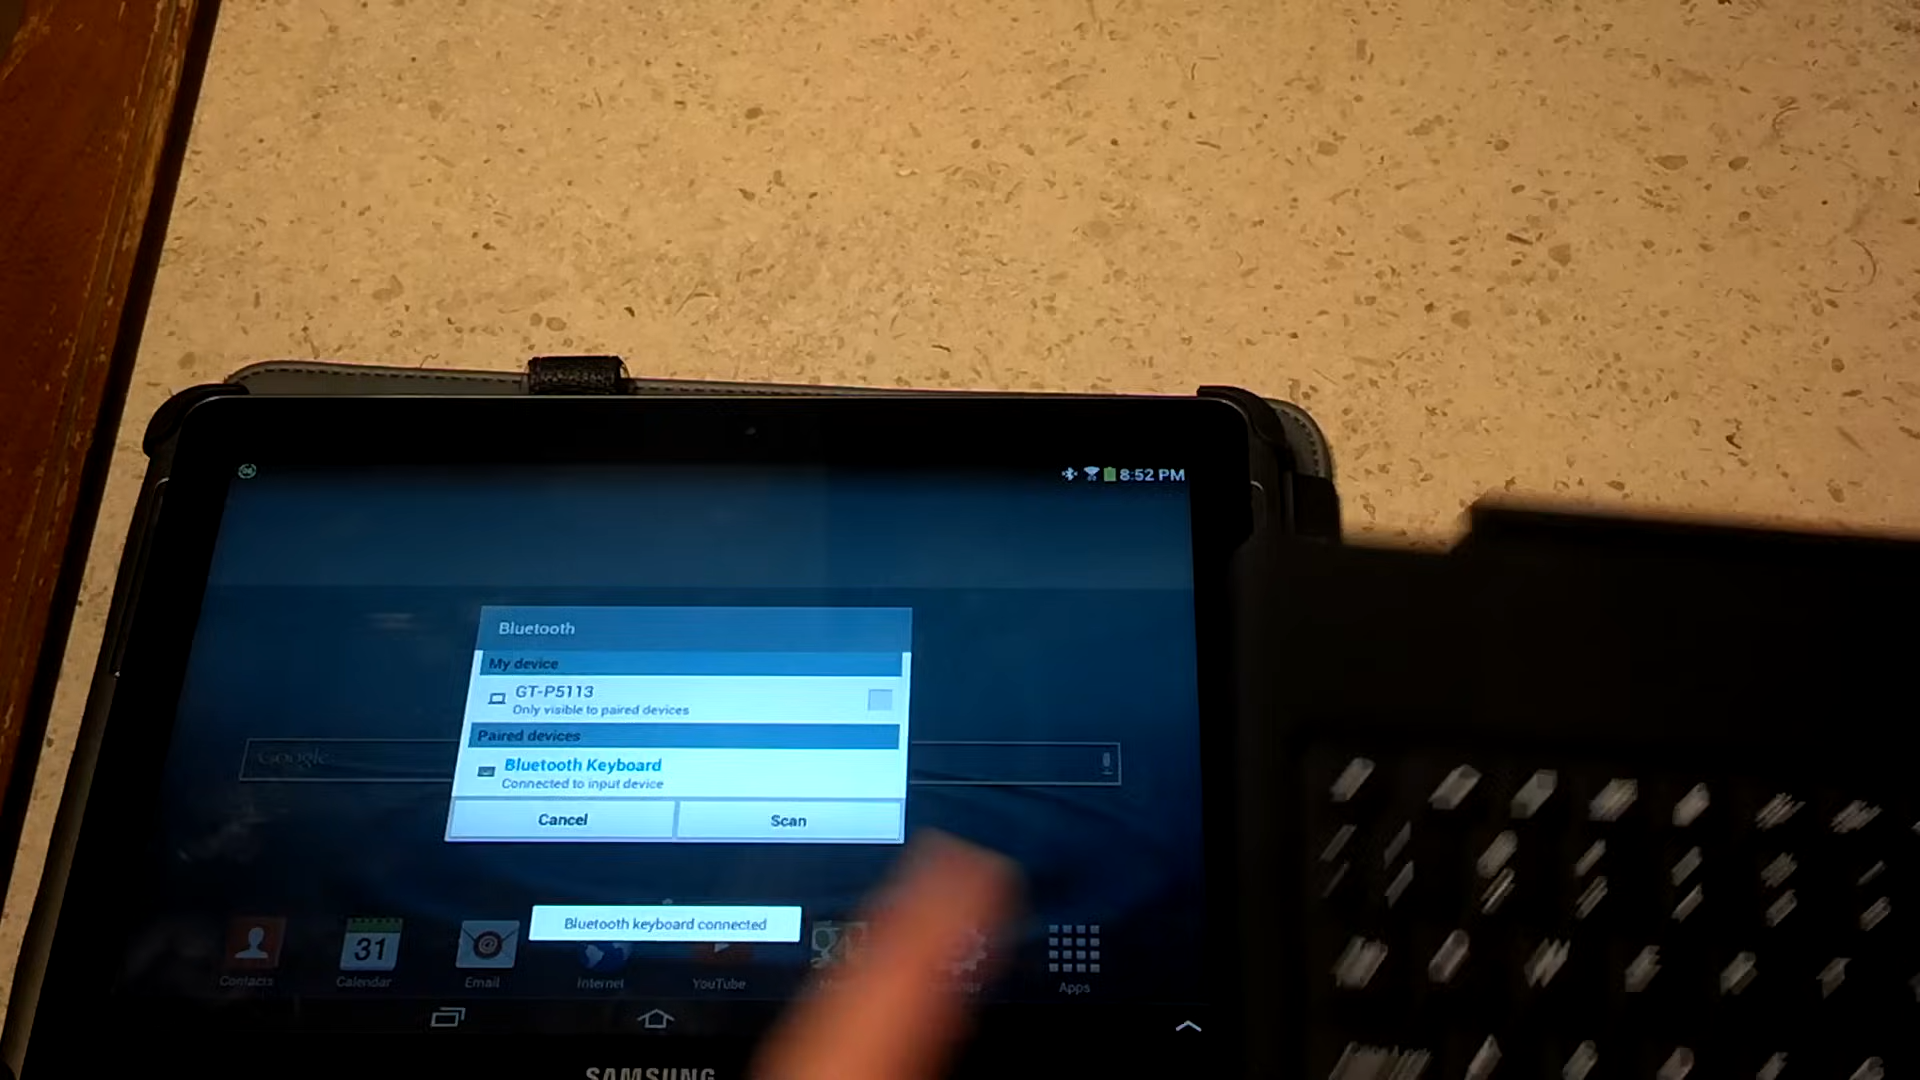 8:52 PM
Bluetooth
My device
GT-P5113
Only visible to paired devices
Paired devices
Google
Bluetooth Keyboard
Connected to input device
Cancel
Scan
Bluetooth keyboard connected
31
Contacts
Calendar
Email
Internet
YouTube
Apps
SAMSUNG